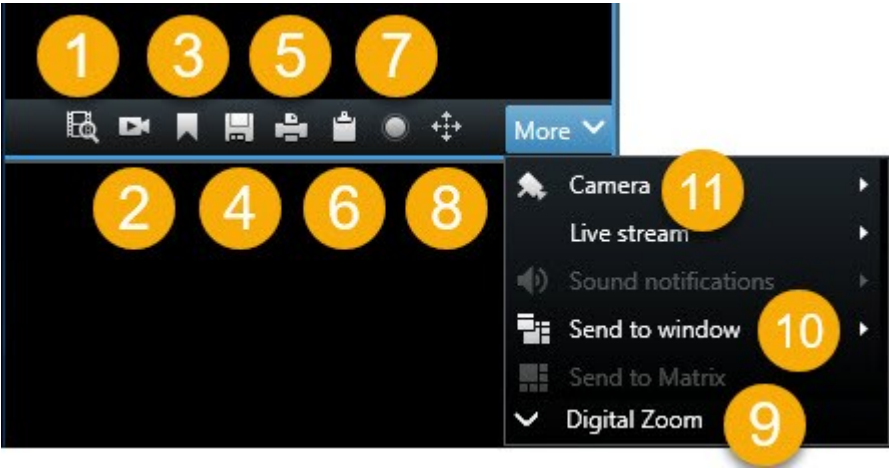 1 3 5 7
More
2 4 6 8
Camera 11
Live stream
Sound notifications
Send to window 10
Send to Matrix
Digital Zoom 9